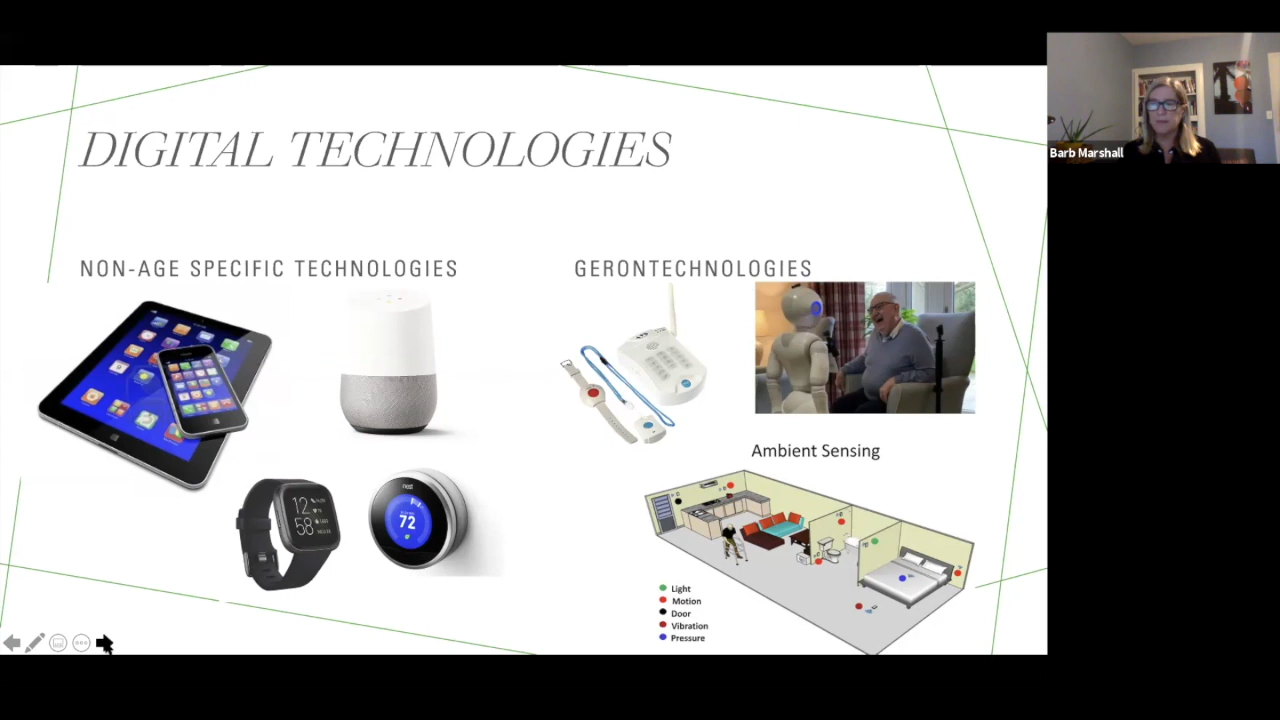 DIGITAL TECHNOLOGIES
Barb Marshall
NON-AGE SPECIFIC TECHNOLOGIES
GERONTECHNOLOGIES
Ambient Sensing
12
58
nest
72
Light
Motion
Door
Vibration
Pressure